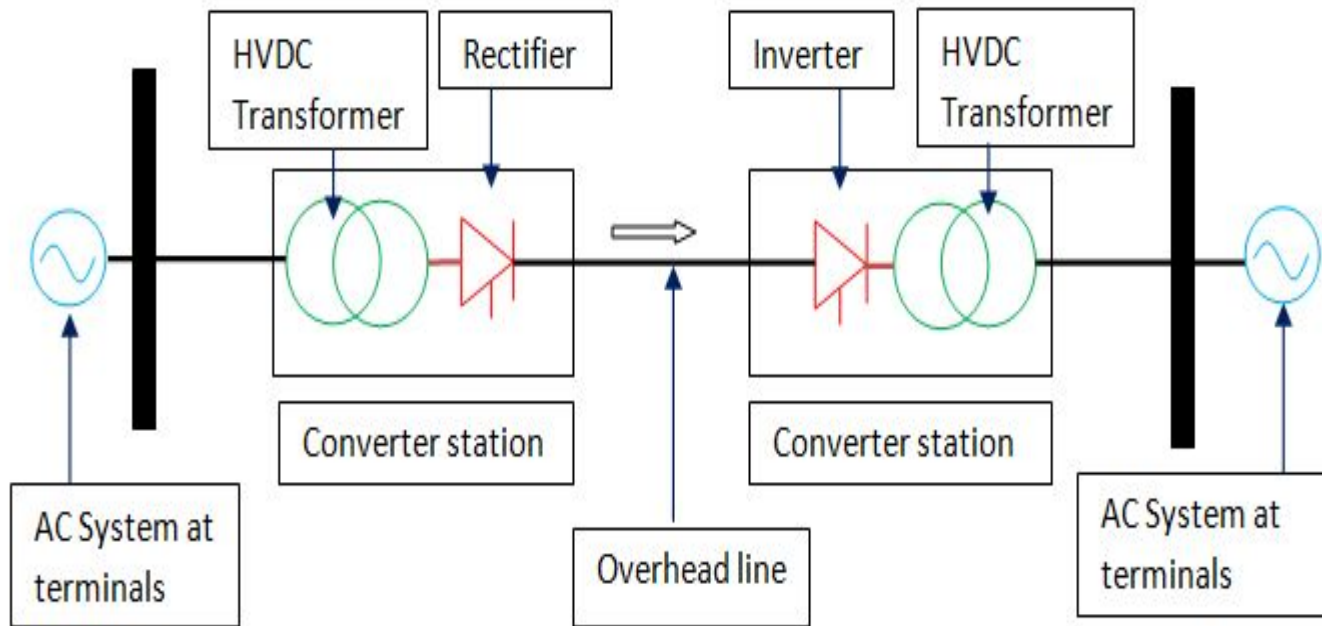 HVDC
Transformer
Rectifier
Inverter
HVDC
Transformer
Converter station
Converter station
AC System at
terminals
Overhead line
AC System at
terminals